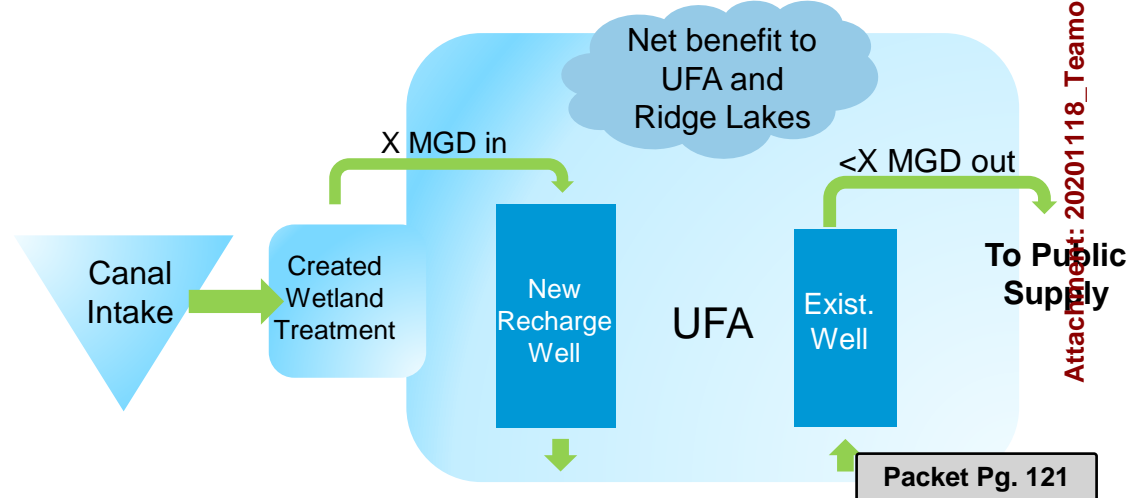 Net benefit to
UFA and
Ridge Lakes
X MGD in
<X MGD out
Canal
Intake
Created
Wetland
Treatment
New
Recharge
Well
UFA
Exist.
Well
To Public
Supply
Attachment: 20201118_Teamo
Packet Pg. 121